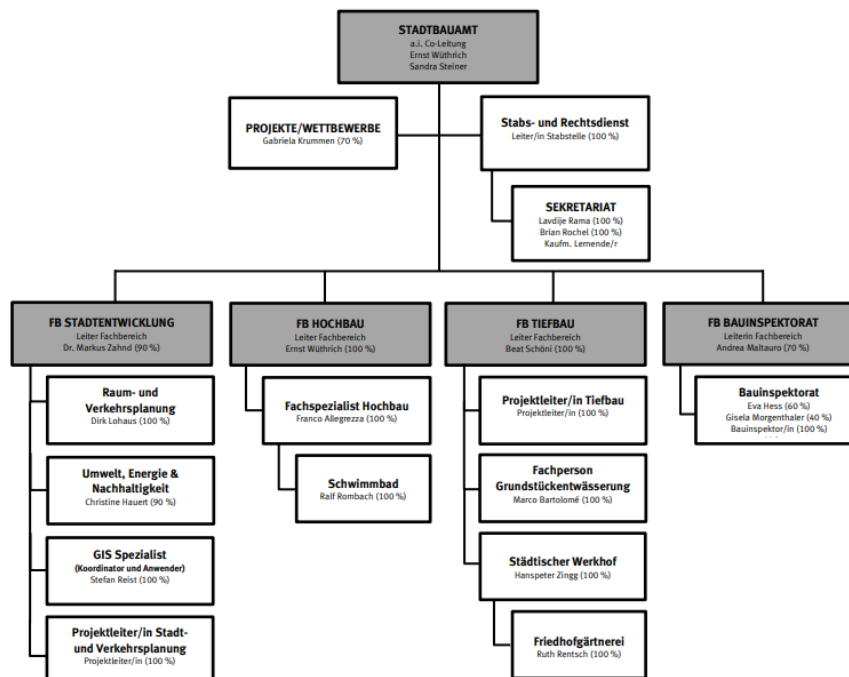 STADTBAUAMT
a.i. Co-Leitung
Ernst Wüthrich
Sandra Steiner
PROJEKTE/WETTBEWERBE
Gabriela Krummen (70 %)
Stabs- und Rechtsdienst
Leiter/in Stabstelle (100 %)
SEKRETARIAT
Lavdije Rama (100 %)
Brian Rochel (100 %)
Kaufm. Lernende/r
FB STADTENTWICKLUNG
Leiter Fachbereich
Dr. Markus Zahnd (90 %)
Raum- und
Verkehrsplanung
Dirk Lohaus (100 %)
Umwelt, Energie &
Nachhaltigkeit
Christine Hauert (90 %)
GIS Spezialist
(Koordinator und Anwender)
Stefan Reist (100 %)
Projektleiter/in Stadt-
und Verkehrsplanung
Projektleiter/in (100 %)
FB HOCHBAU
Leiter Fachbereich
Ernst Wüthrich (100 %)
Fachspezialist Hochbau
Franco Allegrezza (100 %)
Schwimmbad
Ralf Rombach (100 %)
FB TIEFBAU
Leiter Fachbereich
Beat Schöni (100 %)
Projektleiter/in Tiefbau
Projektleiter/in (100 %)
Fachperson
Grundstückentwässerung
Marco Bartolomé (100 %)
Städtischer Werkhof
Hanspeter Zingg (100 %)
Friedhofgärtnerei
Ruth Rentsch (100 %)
FB BAUINSPEKTORAT
Leiterin Fachbereich
Andrea Maltauro (70 %)
Bauinspektorat
Eva Hess (60 %)
Gisela Morgenthaler (40 %)
Bauinspektor/in (100 %)